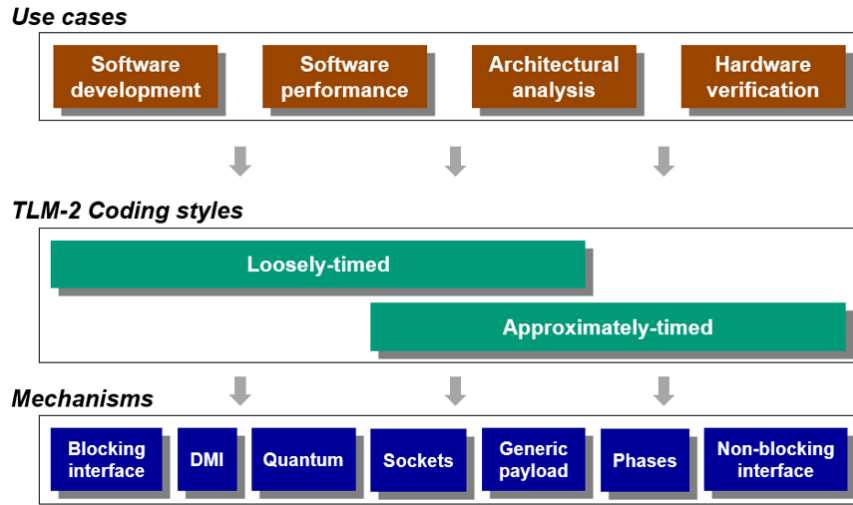 Use cases
Software
development
Software
performance
Architectural
analysis
Hardware
verification
TLM-2 Coding styles
Loosely-timed
Approximately-timed
Mechanisms
Blocking
interface
DMI
Quantum
Sockets
Generic
payload
Phases
Non-blocking
interface